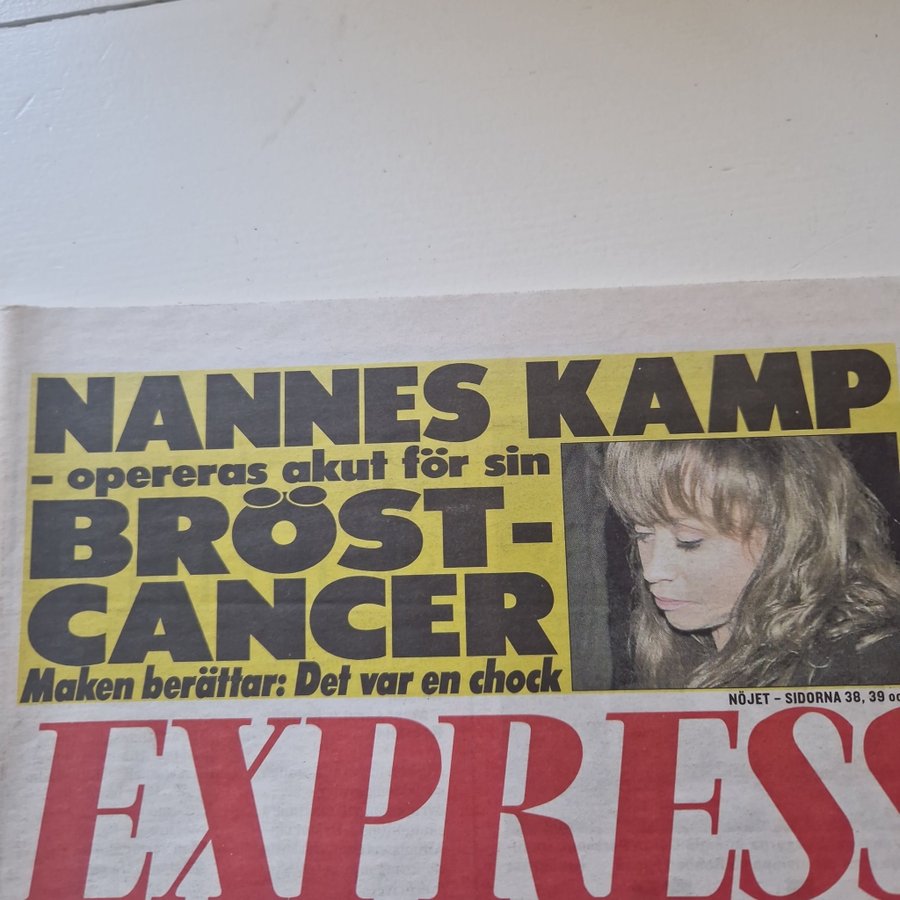 NANNES KAMP
– opereras akut för sin
BRÖST-
CANCER
Maken berättar: Det var en chock
NÖJET – SIDORNA 38, 39 oc
EXPRESS